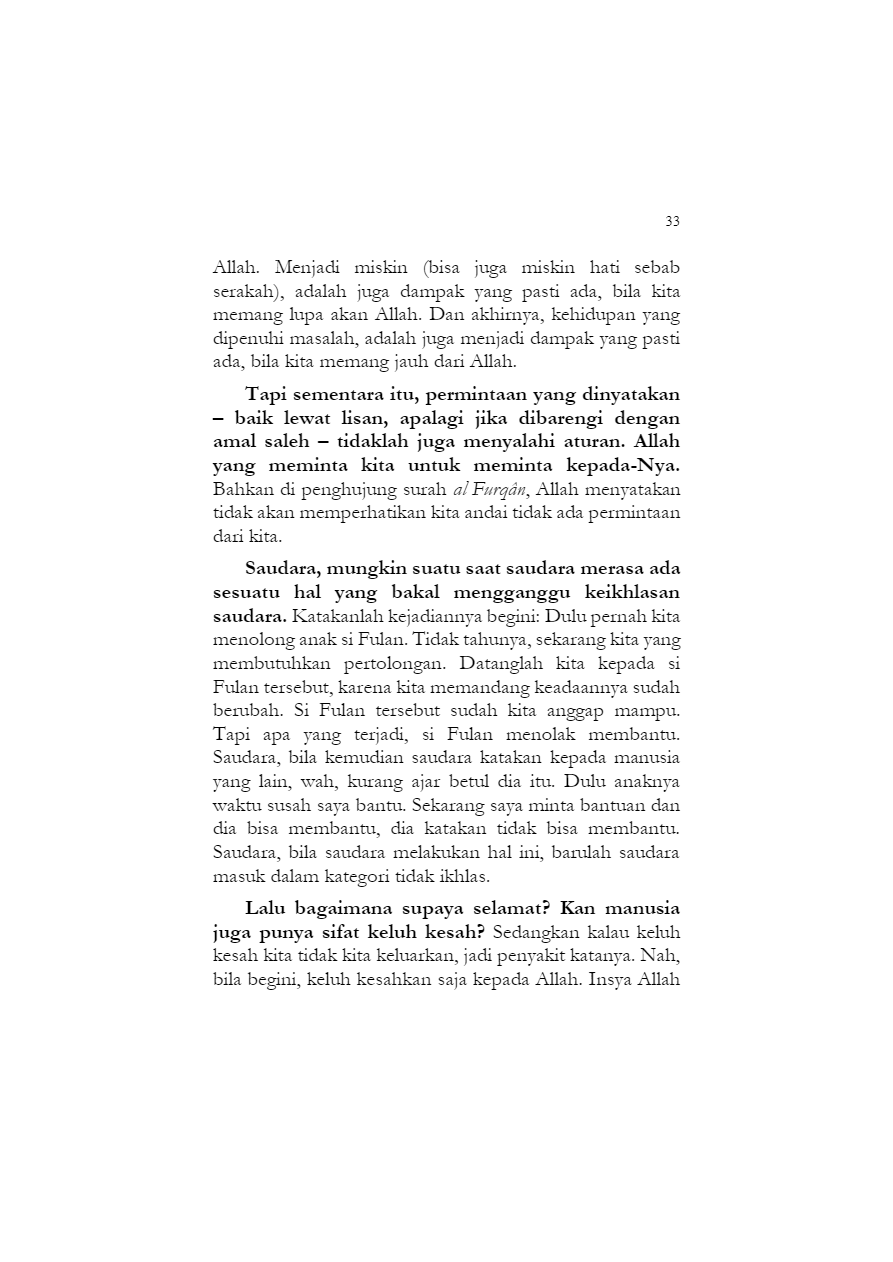 33
Allah. Menjadi miskin (bisa juga miskin hati sebab
serakah), adalah juga dampak yang pasti ada, bila kita
memang lupa akan Allah. Dan akhirnya, kehidupan yang
dipenuhi masalah, adalah juga menjadi dampak yang pasti
ada, bila kita memang jauh dari Allah.
Tapi sementara itu, permintaan yang dinyatakan
– baik lewat lisan, apalagi jika dibarengi dengan
amal saleh – tidaklah juga menyalahi aturan. Allah
yang meminta kita untuk meminta kepada-Nya.
Bahkan di penghujung surah al Furqân, Allah menyatakan
tidak akan memperhatikan kita andai tidak ada permintaan
dari kita.
Saudara, mungkin suatu saat saudara merasa ada
sesuatu hal yang bakal mengganggu keikhlasan
saudara. Katakanlah kejadiannya begini: Dulu pernah kita
menolong anak si Fulan. Tidak tahunya, sekarang kita yang
membutuhkan pertolongan. Datanglah kita kepada si
Fulan tersebut, karena kita memandang keadaannya sudah
berubah. Si Fulan tersebut sudah kita anggap mampu.
Tapi apa yang terjadi, si Fulan menolak membantu.
Saudara, bila kemudian saudara katakan kepada manusia
yang lain, wah, kurang ajar betul dia itu. Dulu anaknya
waktu susah saya bantu. Sekarang saya minta bantuan dan
dia bisa membantu, dia katakan tidak bisa membantu.
Saudara, bila saudara melakukan hal ini, barulah saudara
masuk dalam kategori tidak ikhlas.
Lalu bagaimana supaya selamat? Kan manusia
juga punya sifat keluh kesah? Sedangkan kalau keluh
kesah kita tidak kita keluarkan, jadi penyakit katanya. Nah,
bila begini, keluh kesahkan saja kepada Allah. Insya Allah